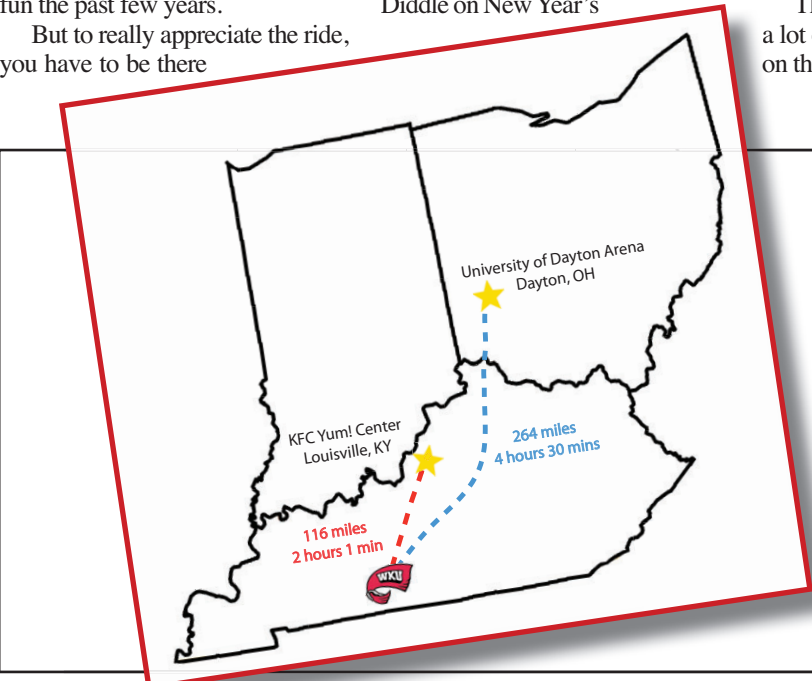 fun the past few years.
But to really appreciate the ride,
you have to be there
Diddle on New Year's
a lot
on th
University of Dayton Arena
Dayton, OH
KFC Yum! Center
Louisville, KY
264 miles
4 hours 30 mins
116 miles
2 hours 1 min
WKU